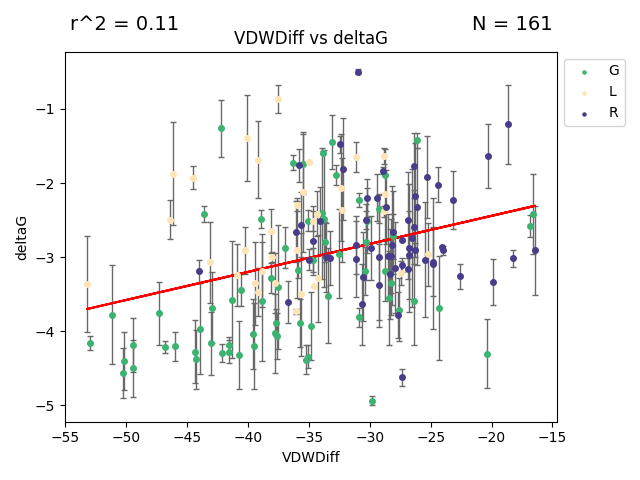 r^2 = 0.11
N = 161
VDWDiff vs deltaG
G
L
R
deltaG
−1
−2
−3
−4
−5
−55
−50
−45
−40
−35
−30
−25
−20
−15
VDWDiff